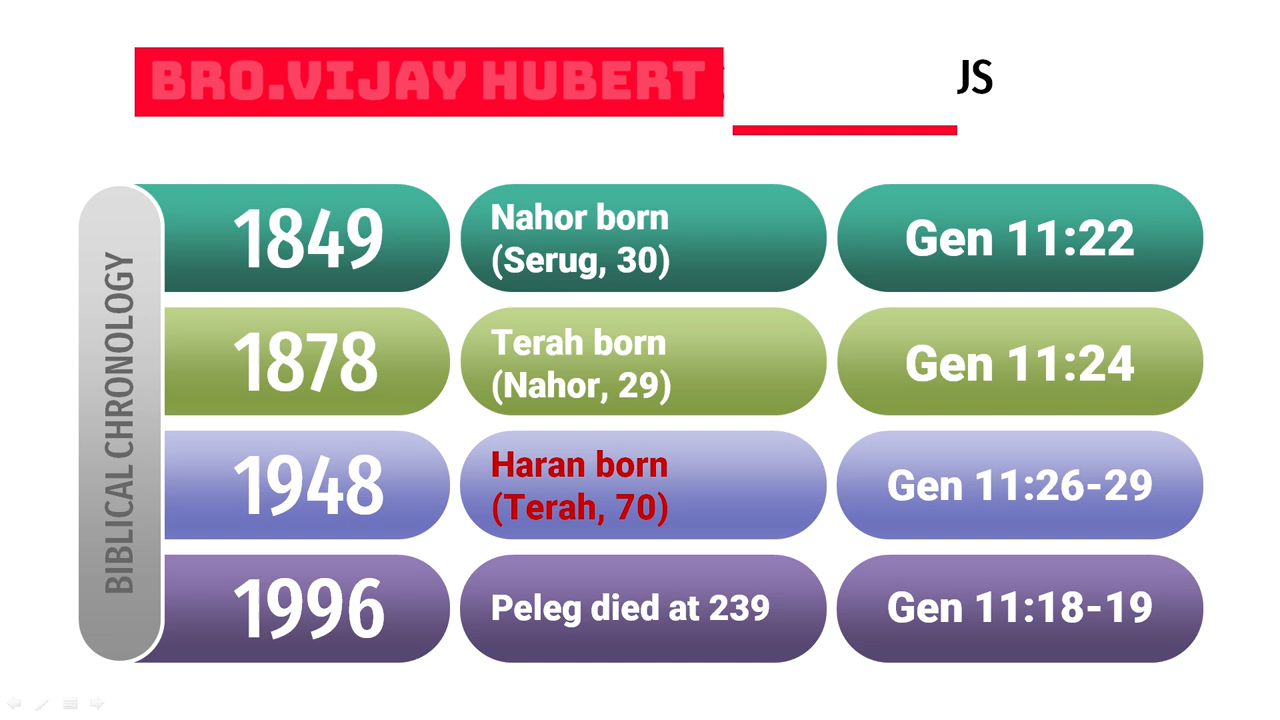 BRO.VIJAY HUBERT
JS
BIBLICAL CHRONOLOGY
1849
Nahor born
(Serug, 30)
Gen 11:22
1878
Terah born
(Nahor, 29)
Gen 11:24
1948
Haran born
(Terah, 70)
Gen 11:26-29
1996
Peleg died at 239
Gen 11:18-19